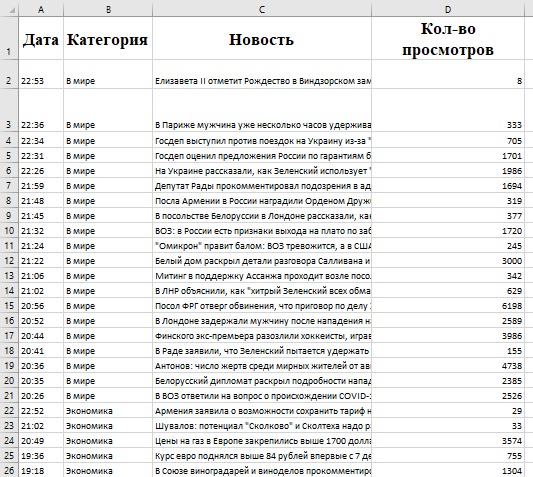 A B C D
1 Дата Категория Новость Кол-во
просмотров
2 22:53 В мире Елизавета II отметит Рождество в Виндзорском зам 8
3 22:36 В мире В Париже мужчина уже несколько часов удержива 333
4 22:34 В мире Госдеп выступил против поездок на Украину из-за " 705
5 22:31 В мире Госдеп оценил предложения России по гарантиям б 1701
6 22:26 В мире На Украине рассказали, как Зеленский использует " 1986
7 21:59 В мире Депутат Рады прокомментировал подозрения в ад 1694
8 21:48 В мире Посла Армении в России наградили Орденом Друж 319
9 21:45 В мире В посольстве Белоруссии в Лондоне рассказали, как 377
10 21:32 В мире ВОЗ: в России есть признаки выхода на плато по заб 1720
11 21:24 В мире "Омикрон" правит балом: ВОЗ тревожится, а в США 245
12 21:22 В мире Белый дом раскрыл детали разговора Салливана и 3000
13 21:06 В мире Митинг в поддержку Ассанжа проходит возле посо 342
14 21:02 В мире В ЛНР объяснили, как "хитрый Зеленский всех обма 629
15 20:56 В мире Посол ФРГ отверг обвинения, что приговор по делу 6198
16 20:52 В мире В Лондоне задержали мужчину после нападения на 2589
17 20:44 В мире Финского экс-премьера разозлили хоккеисты, играв 3986
18 20:41 В мире В Раде заявили, что Зеленский пытается удержать 155
19 20:36 В мире Антонов: число жертв среди мирных жителей от ави 4738
20 20:35 В мире Белорусский дипломат раскрыл подробности напад 2385
21 20:26 В мире В ВОЗ ответили на вопрос о происхождении COVID-1 2526
22 22:52 Экономика Армения заявила о возможности сохранить тариф н 29
23 21:02 Экономика Шувалов: потенциал "Сколково" и Сколтеха надо ра 33
24 20:49 Экономика Цены на газ в Европе закрепились выше 1700 долла 3574
25 19:36 Экономика Курс евро поднялся выше 84 рублей впервые с 7 де 755
26 19:18 Экономика В Союзе виноградарей и виноделов прокомментиро 1304